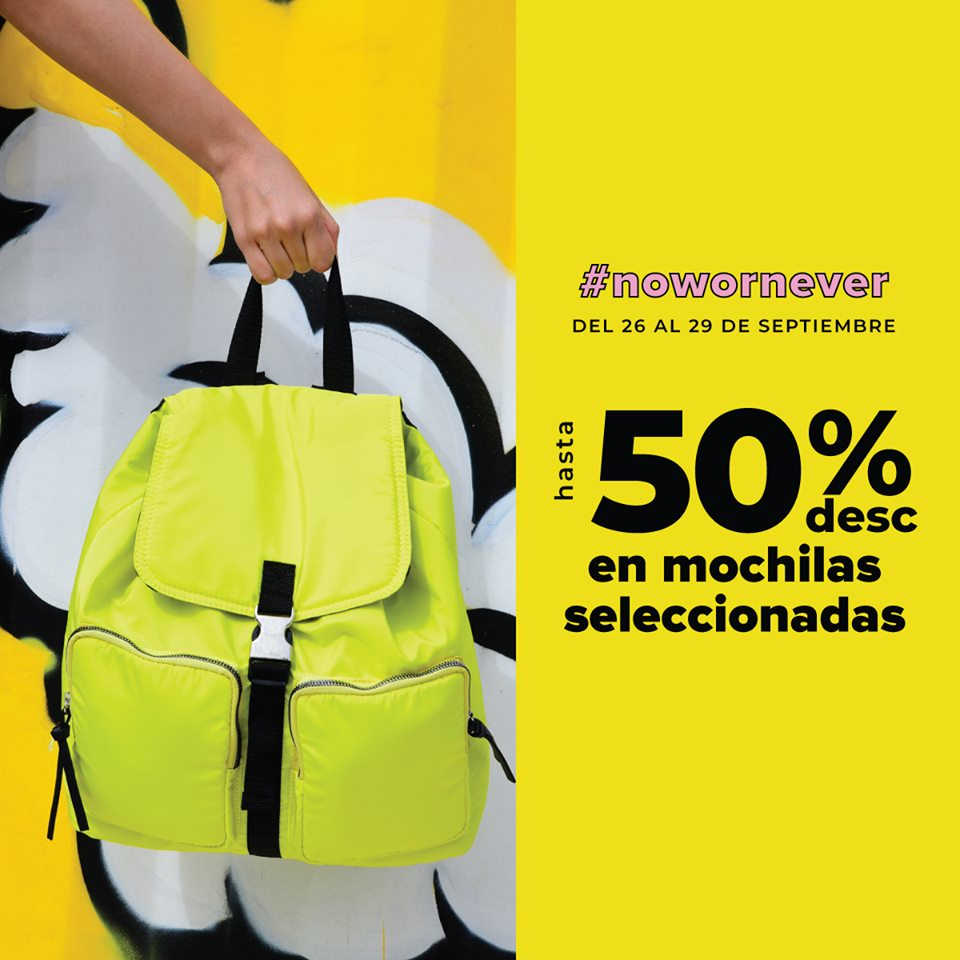 #nowornever
DEL 26 AL 29 DE SEPTIEMBRE
hasta
50%
desc
en mochilas
seleccionadas